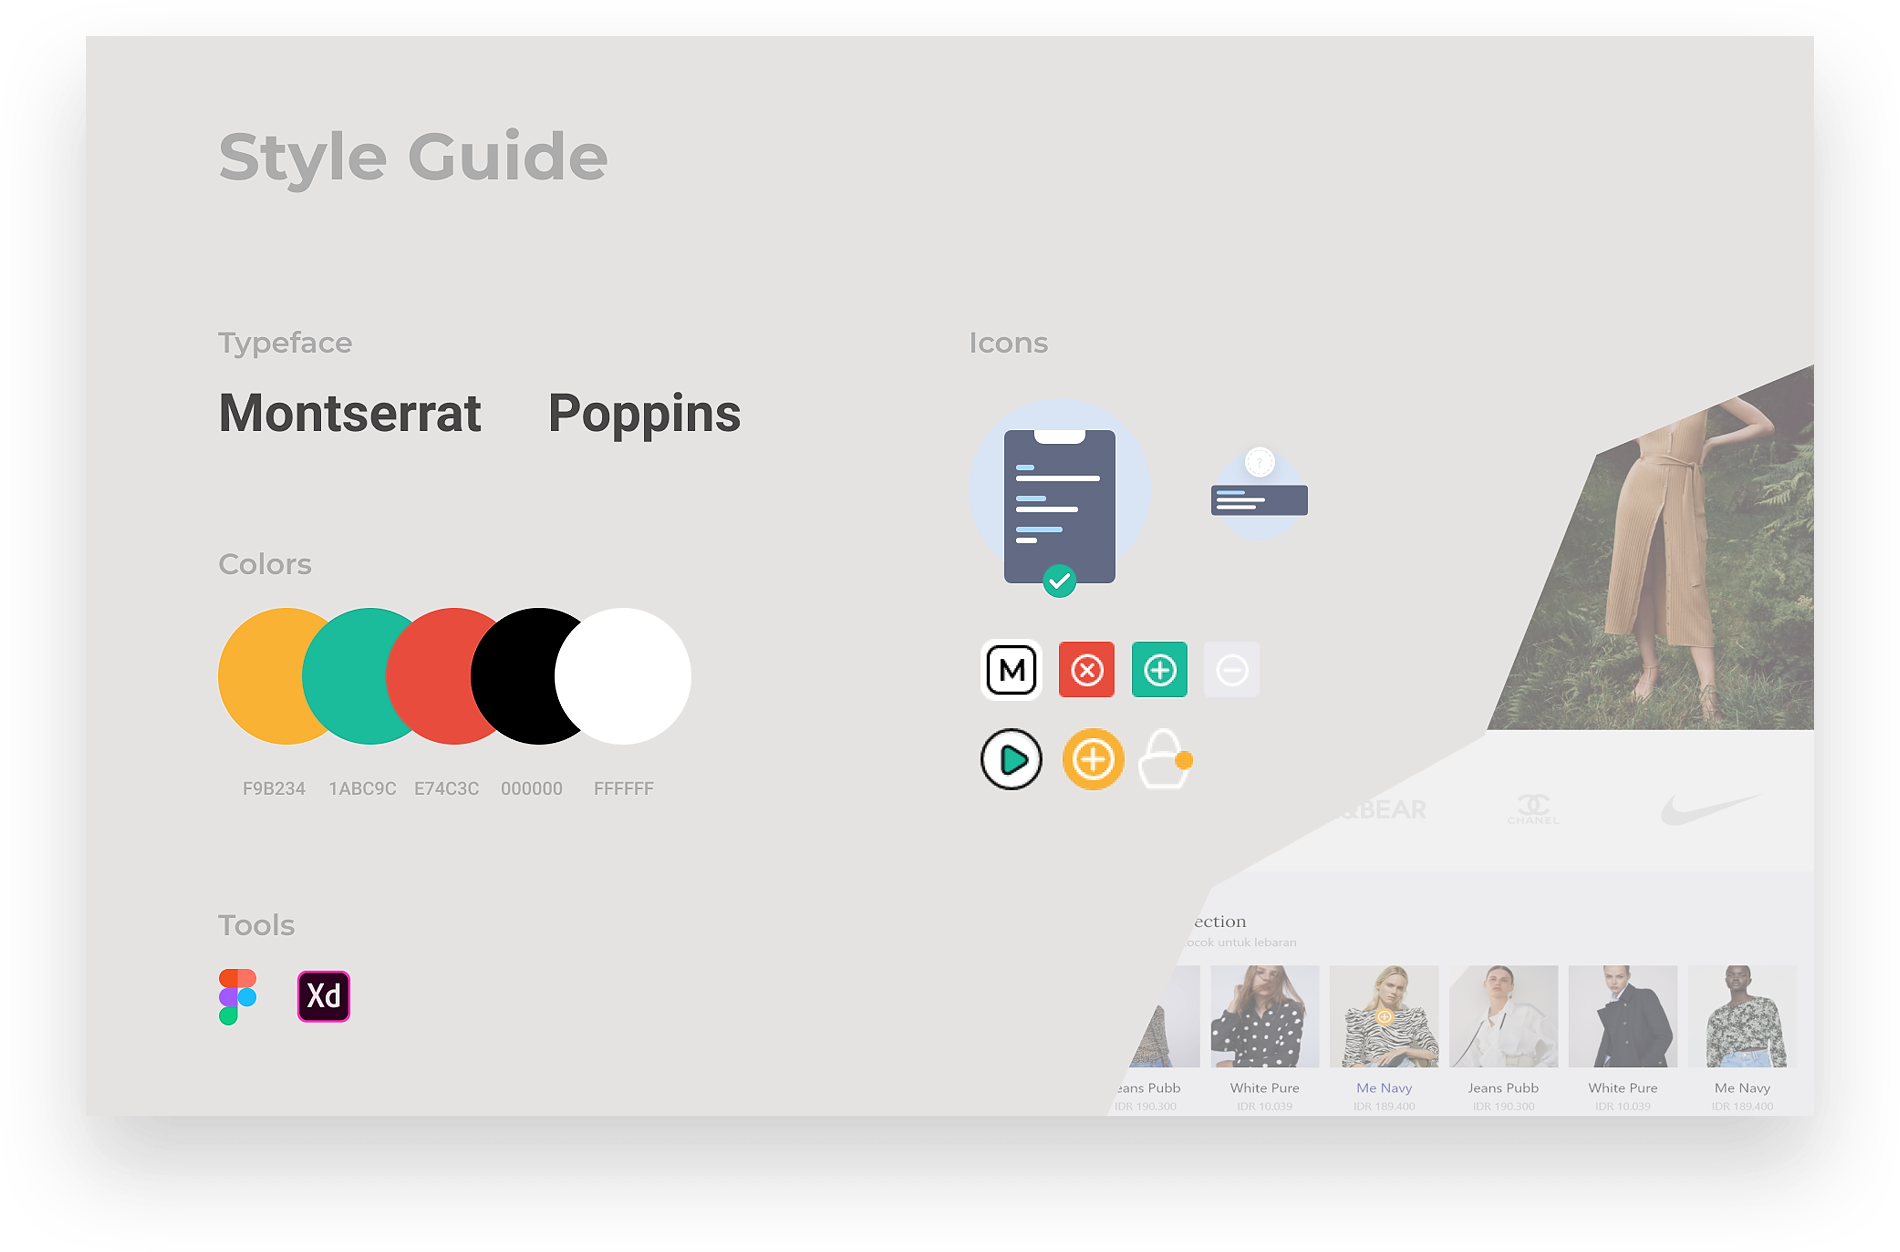 Style Guide
Typeface
Montserrat Poppins
Colors
F9B234 1ABC9C E74C3C 000000 FFFFFF
Tools
Xd
Icons
?
M
&BEAR CHANEL
ection
ocok untuk lebaran
eans Pubb White Pure Me Navy Jeans Pubb White Pure Me Navy
IDR 190.300 IDR 10.039 IDR 189.400 IDR 190.300 IDR 10.039 IDR 189.400